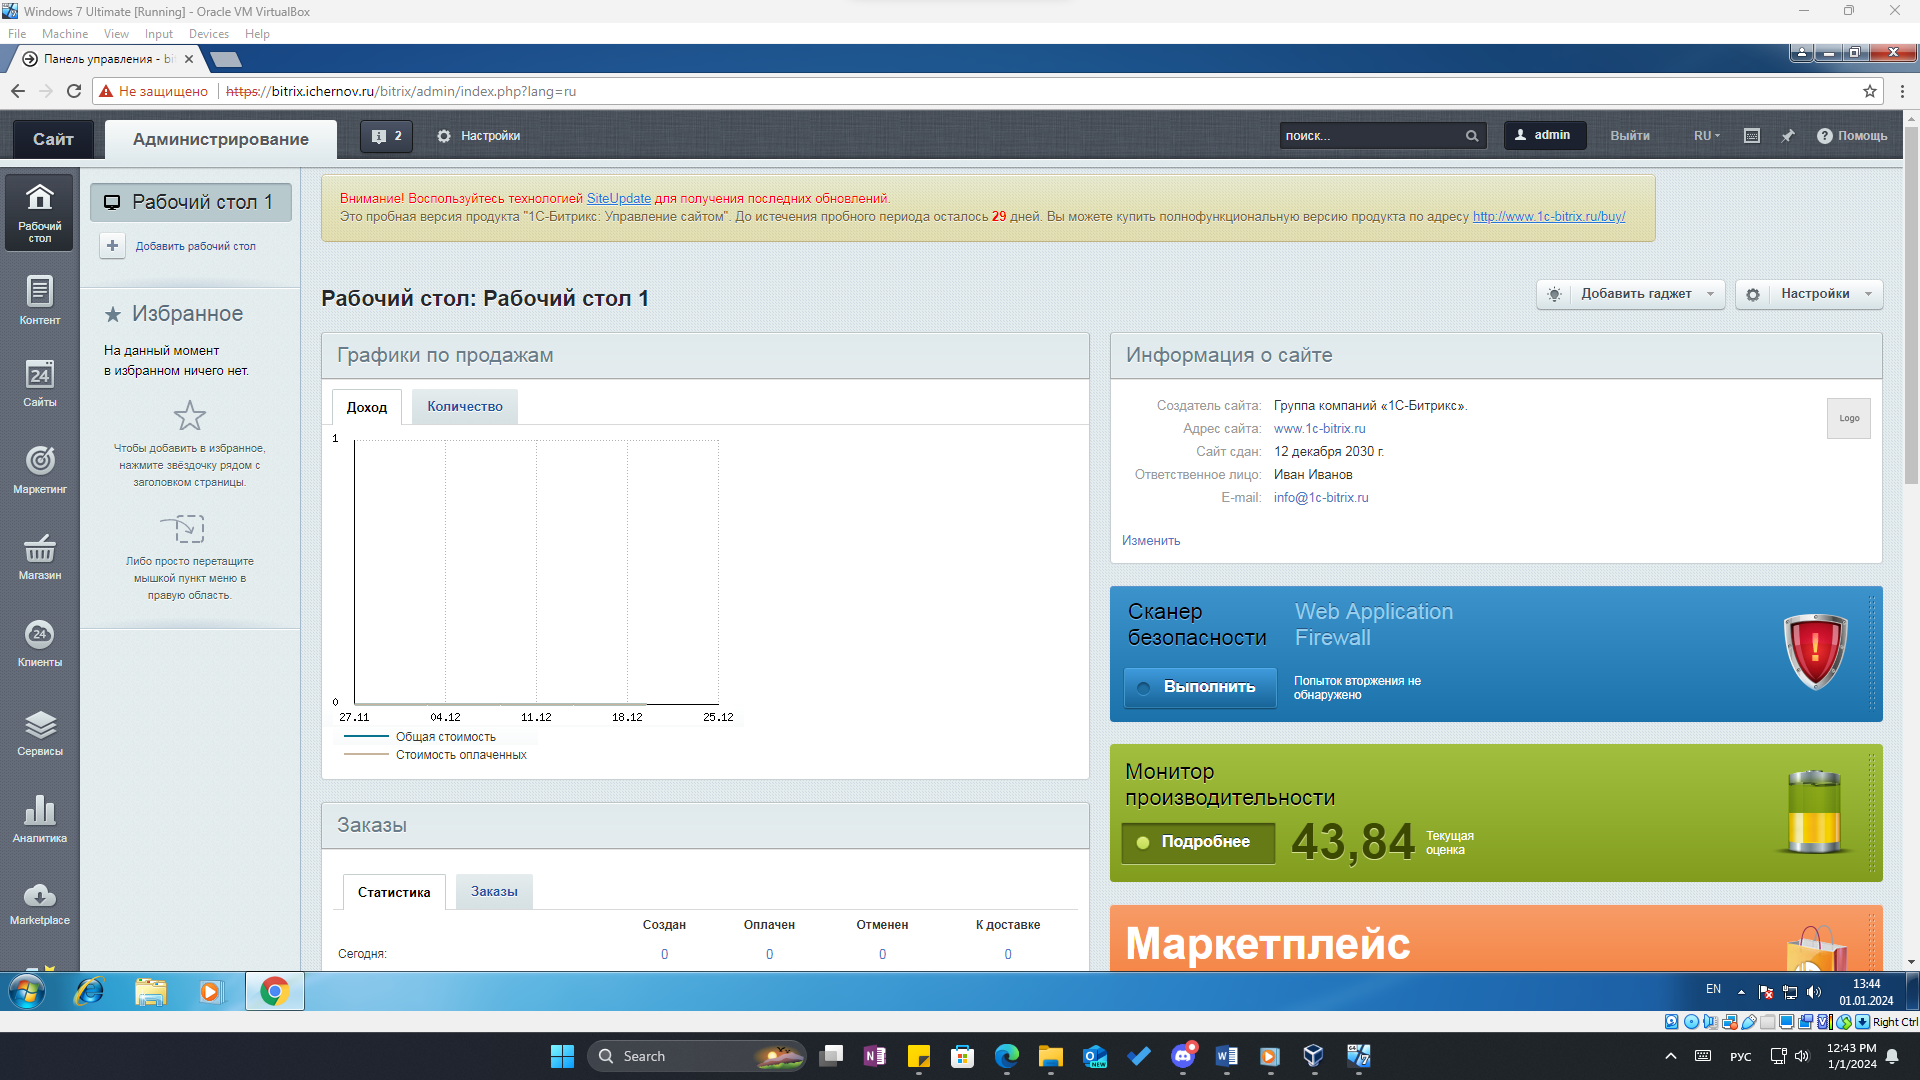 Windows 7 Ultimate [Running] - Oracle VM VirtualBox
File Machine View Input Devices Help
Панель управления - bi
Не защищено https://bitrix.ichernov.ru/bitrix/admin/index.php?lang=ru
Сайт
Администрирование
2
Настройки
поиск...
admin
Выйти
RU
Помощь
Рабочий
стол
Контент
24
Сайты
Маркетинг
Магазин
24
Клиенты
Сервисы
Аналитика
Marketplace
Рабочий стол 1
Добавить рабочий стол
Избранное
На данный момент
в избранном ничего нет.
Чтобы добавить в избранное,
нажмите звёздочку рядом с
заголовком страницы.
Либо просто перетащите
мышкой пункт меню в
правую область.
Внимание! Воспользуйтесь технологией SiteUpdate для получения последних обновлений.
Это пробная версия продукта "1С-Битрикс: Управление сайтом". До истечения пробного периода осталось 29 дней. Вы можете купить полнофункциональную версию продукта по адресу http://www.1c-bitrix.ru/buy/
Рабочий стол: Рабочий стол 1
Добавить гаджет
Настройки
Графики по продажам
Доход
Количество
1
0
27.11 04.12 11.12 18.12 25.12
Общая стоимость
Стоимость оплаченных
Заказы
Статистика
Заказы
Создан Оплачен Отменен К доставке
Сегодня: 0 0 0 0
Информация о сайте
Создатель сайта: Группа компаний «1С-Битрикс».
Адрес сайта: www.1c-bitrix.ru
Сайт сдан: 12 декабря 2030 г.
Ответственное лицо: Иван Иванов
E-mail: info@1c-bitrix.ru
Logo
Изменить
Сканер
безопасности
Web Application
Firewall
Выполнить
Попыток вторжения не
обнаружено
Монитор
производительности
Подробнее
43,84
Текущая
оценка
Маркетплейс
EN
13:44
01.01.2024
Right Ctrl
Search
NEW
РУС
12:43 PM
1/1/2024